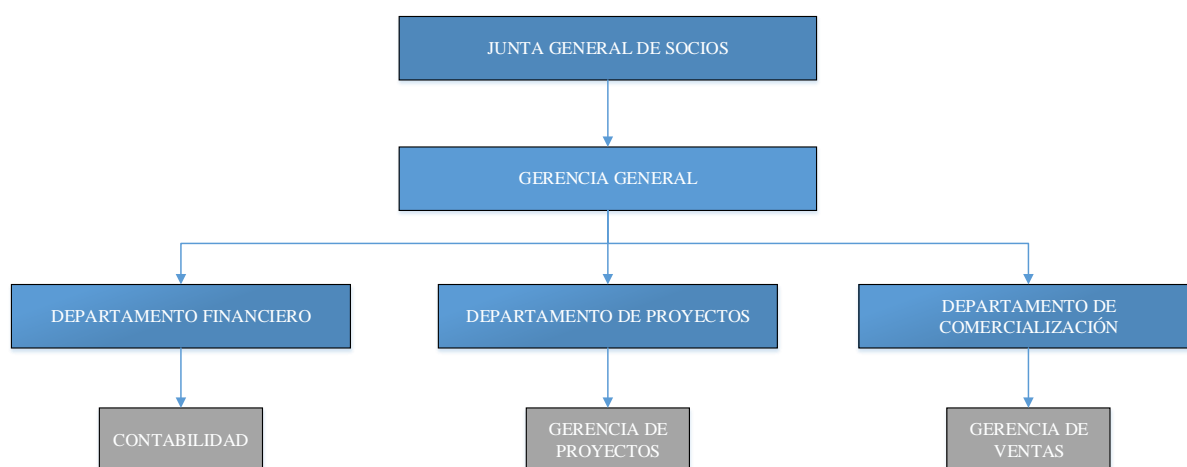 JUNTA GENERAL DE SOCIOS
GERENCIA GENERAL
DEPARTAMENTO FINANCIERO
DEPARTAMENTO DE PROYECTOS
DEPARTAMENTO DE
COMERCIALIZACIÓN
CONTABILIDAD
GERENCIA DE
PROYECTOS
GERENCIA DE
VENTAS